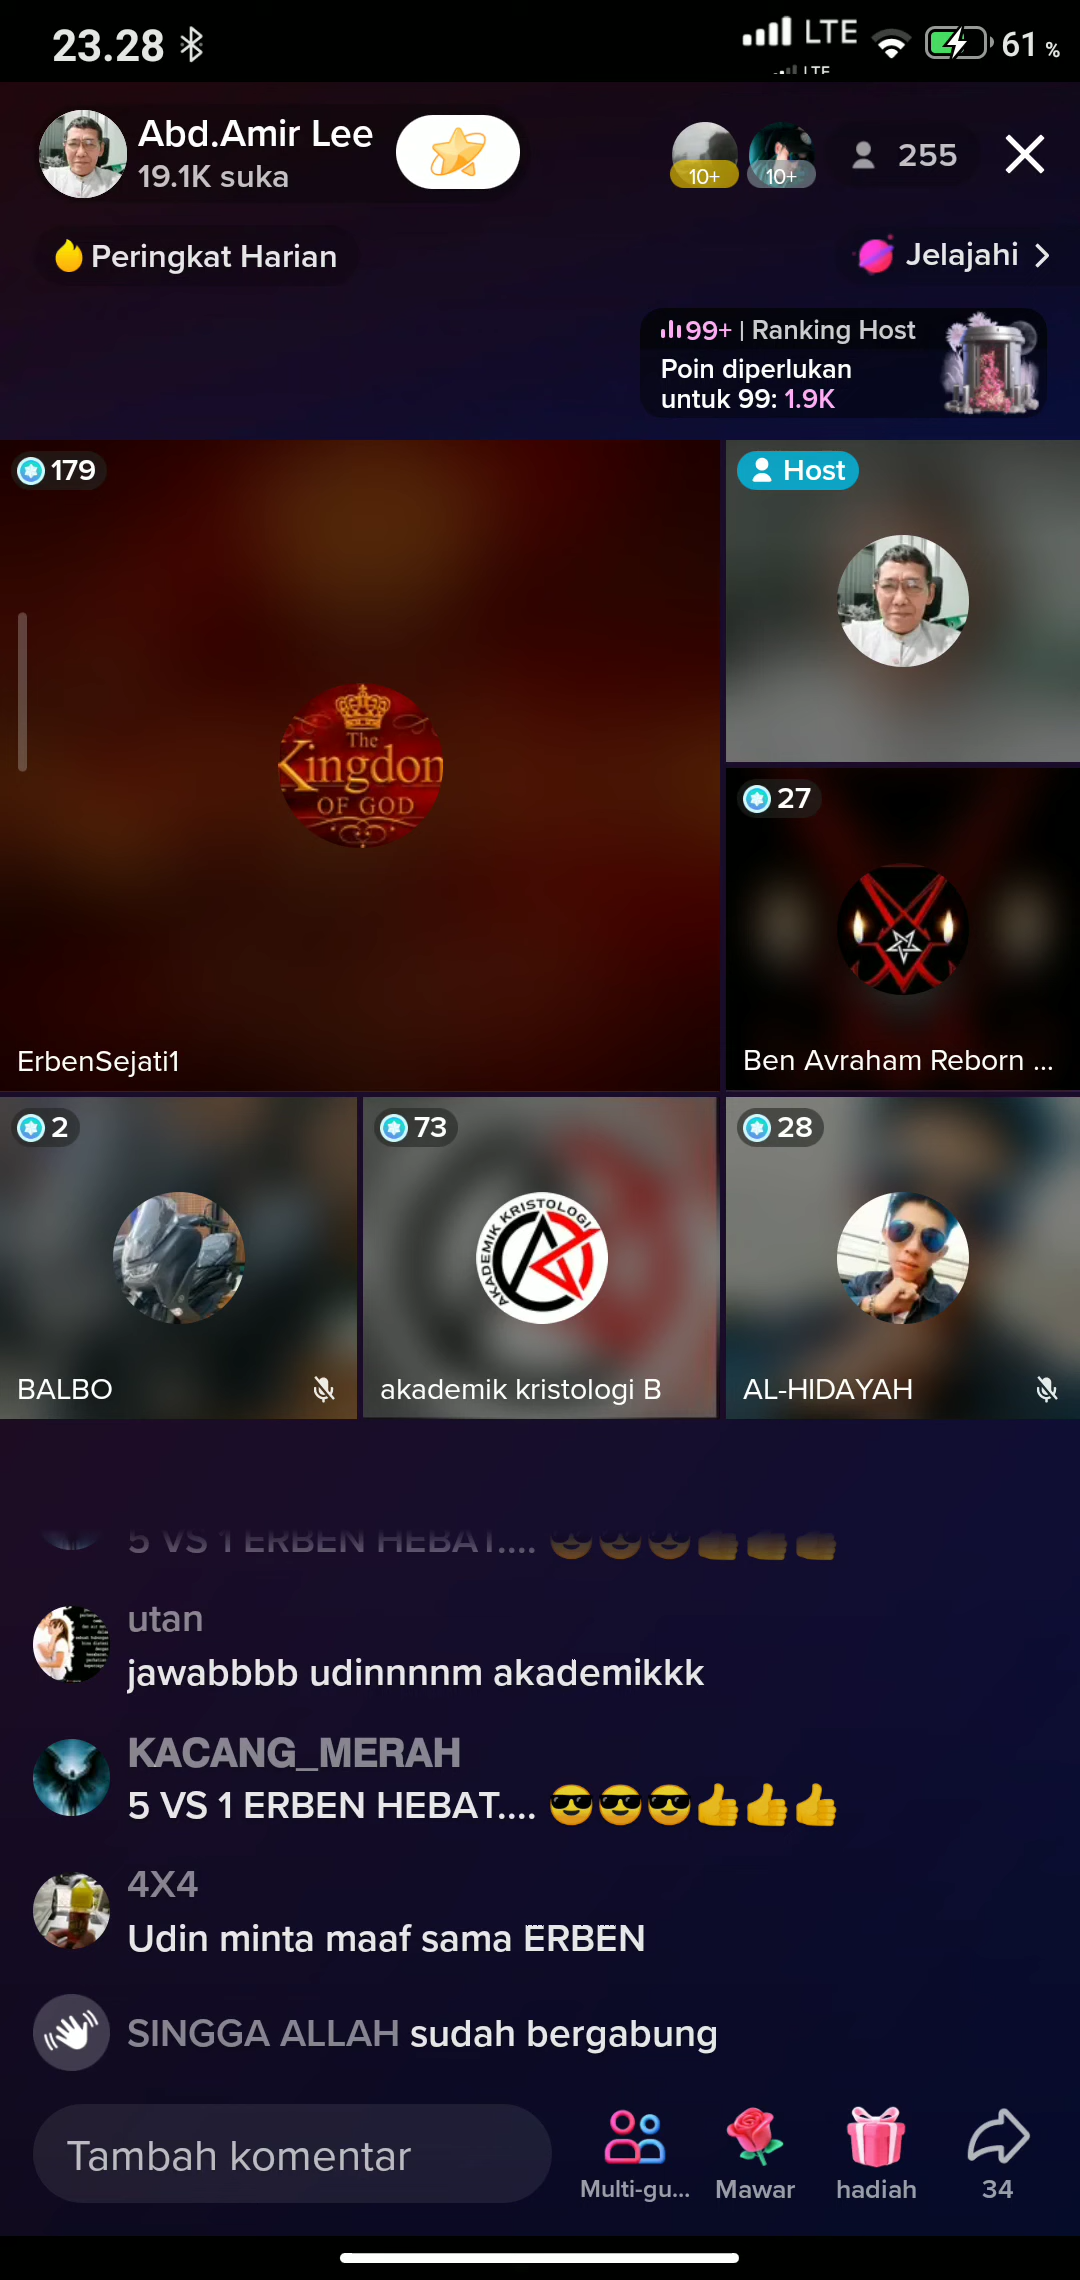 23.28
LTE
LTE
61 %
Abd.Amir Lee
19.1K suka
10+
10+
255
Peringkat Harian
Jelajahi
99+ | Ranking Host
Poin diperlukan
untuk 99: 1.9K
179
Host
The
Kingdom
OF GOD
27
ErbenSejati1
Ben Avraham Reborn ...
2
73
28
AKADEMIK KRISTOLOGI
BALBO
akademik kristologi B
AL-HIDAYAH
5 VS 1 ERBEN HEBAT.... 😎😎😎👍👍👍
utan
jawabbbb udinnnnm akademikkk
KACANG_MERAH
5 VS 1 ERBEN HEBAT.... 😎😎😎👍👍👍
4X4
Udin minta maaf sama ERBEN
SINGGA ALLAH sudah bergabung
Tambah komentar
Multi-gu...
Mawar
hadiah
34